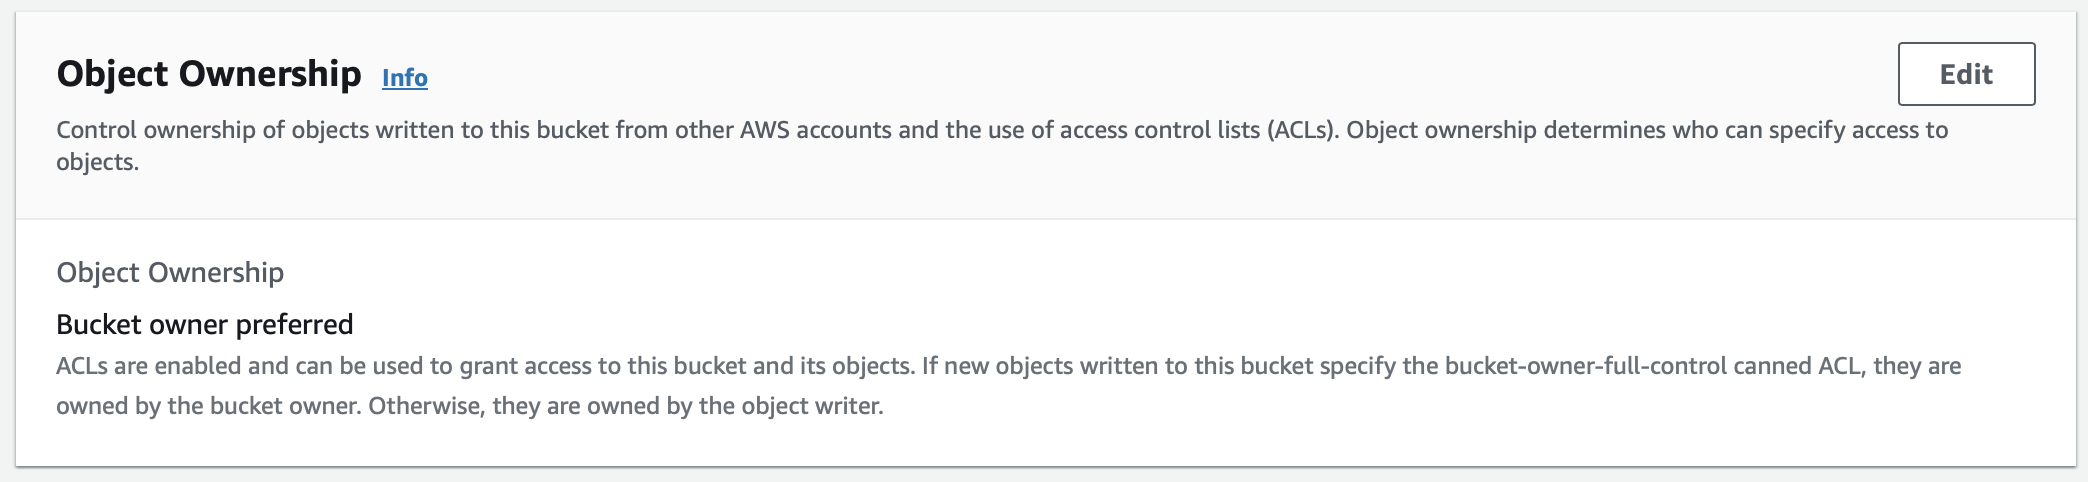 Object Ownership Info
Edit
Control ownership of objects written to this bucket from other AWS accounts and the use of access control lists (ACLs). Object ownership determines who can specify access to
objects.
Object Ownership
Bucket owner preferred
ACLs are enabled and can be used to grant access to this bucket and its objects. If new objects written to this bucket specify the bucket-owner-full-control canned ACL, they are
owned by the bucket owner. Otherwise, they are owned by the object writer.